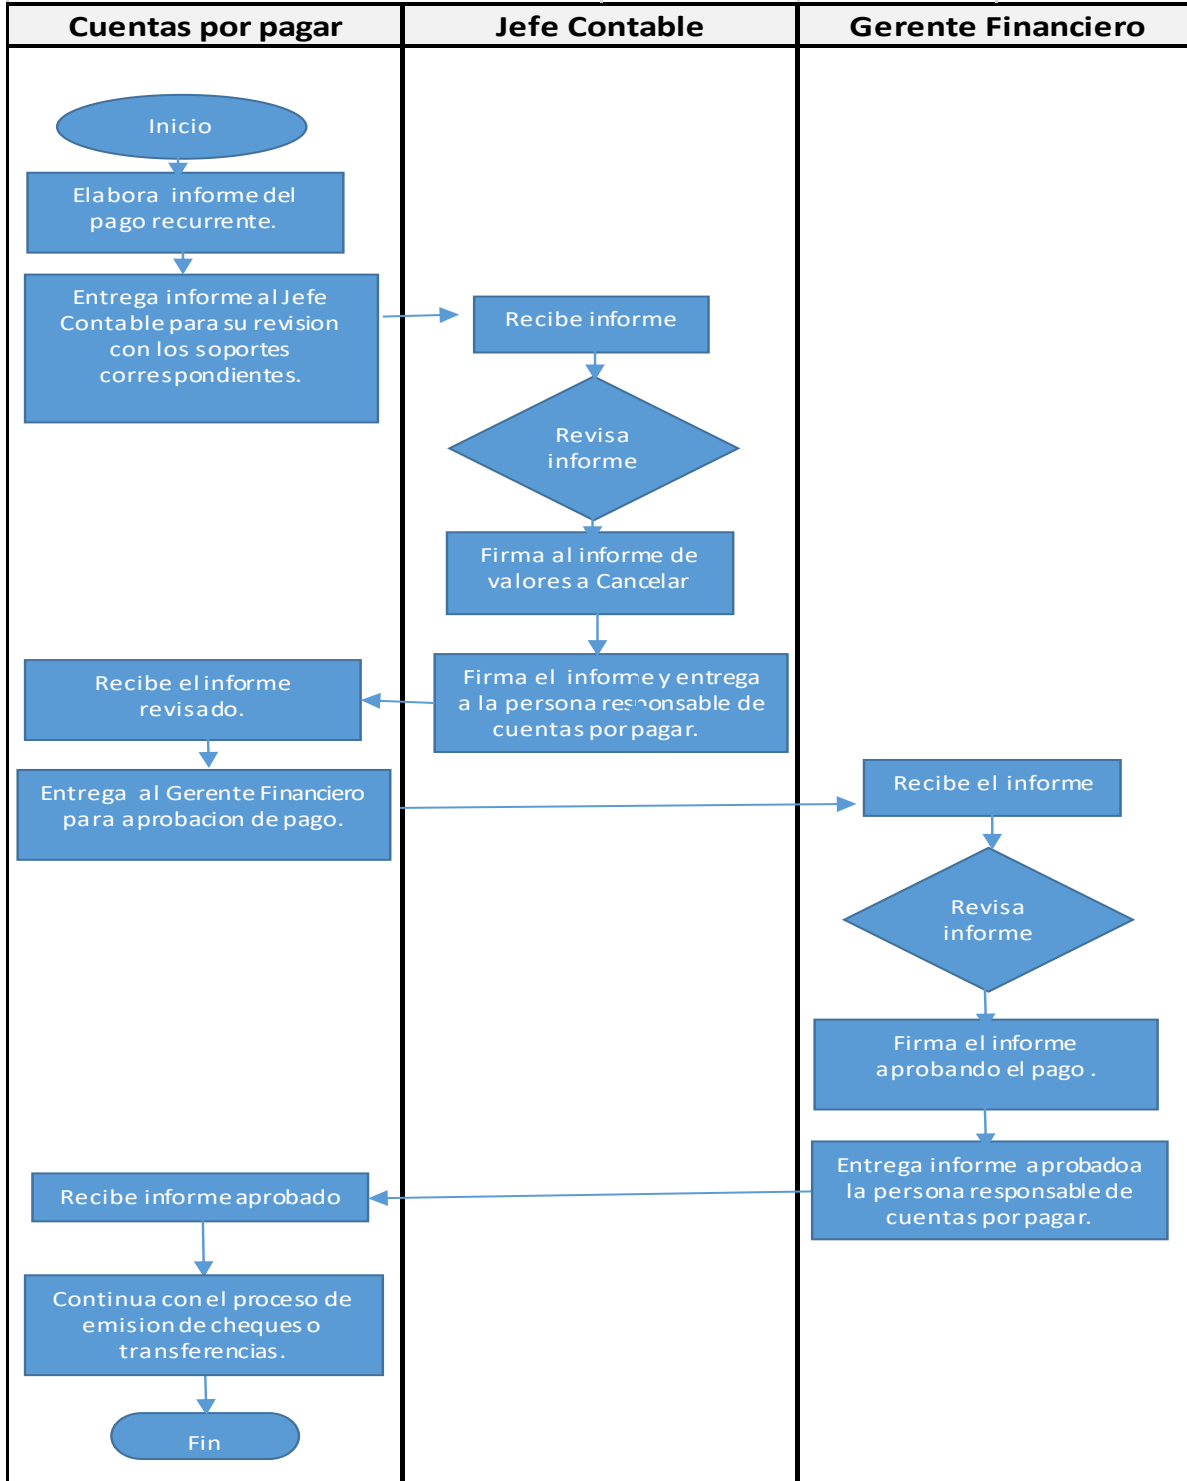 Cuentas por pagar
Jefe Contable
Gerente Financiero
Inicio
Elabora informe del
pago recurrente.
Entrega informe al Jefe
Contable para su revision
con los soportes
correspondientes.
Recibe informe
Revisa
informe
Firma al informe de
valores a Cancelar
Firma el informe y entrega
a la persona responsable de
cuentas por pagar.
Recibe el informe
revisado.
Entrega al Gerente Financiero
para aprobacion de pago.
Recibe el informe
Revisa
informe
Firma el informe
aprobando el pago .
Entrega informe aprobadoa
la persona responsable de
cuentas por pagar.
Recibe informe aprobado
Continua con el proceso de
emision de cheques o
transferencias.
Fin